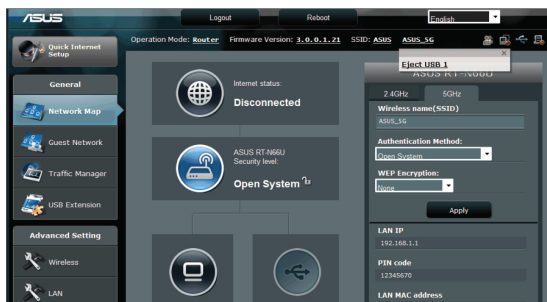 ASUS
Logout
Reboot
English
Quick Internet
Setup
Operation Mode: Router Firmware Version: 3.0.0.1.21 SSID: ASUS ASUS_5G
Eject USB 1
x
General
Network Map
Guest Network
Traffic Manager
USB Extension
Advanced Setting
Wireless
LAN
Internet status:
Disconnected
ASUS RT-N66U
Security level:
Open System
ASUS RT-N66U
2.4GHz
5GHz
Wireless name(SSID)
ASUS_5G
Authentication Method:
Open System
WEP Encryption:
None
Apply
LAN IP
192.168.1.1
PIN code
12345670
LAN MAC address